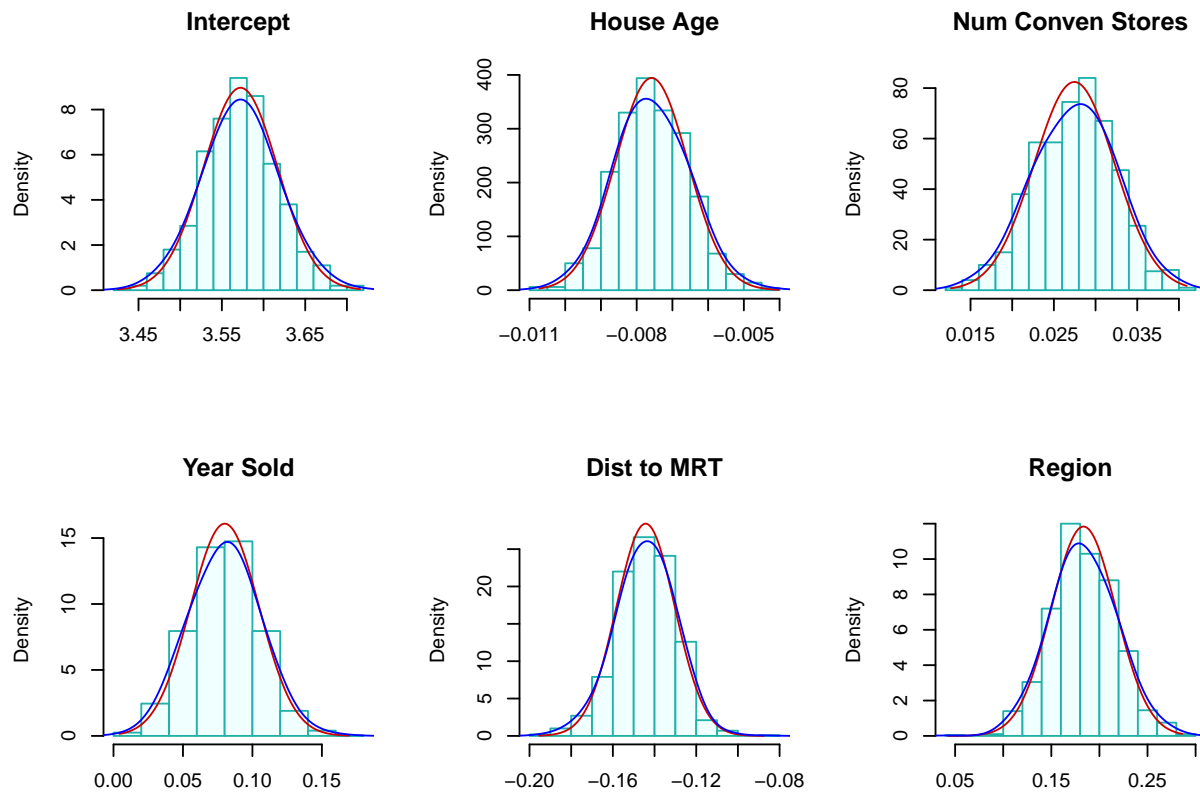 Intercept
Density
0 2 4 6 8
3.45 3.55 3.65
House Age
Density
0 100 200 300 400
−0.011 −0.008 −0.005
Num Conven Stores
Density
0 20 40 60 80
0.015 0.025 0.035
Year Sold
Density
0 5 10 15
0.00 0.05 0.10 0.15
Dist to MRT
Density
0 5 10 20
−0.20 −0.16 −0.12 −0.08
Region
Density
0 2 4 6 8 10
0.05 0.15 0.25